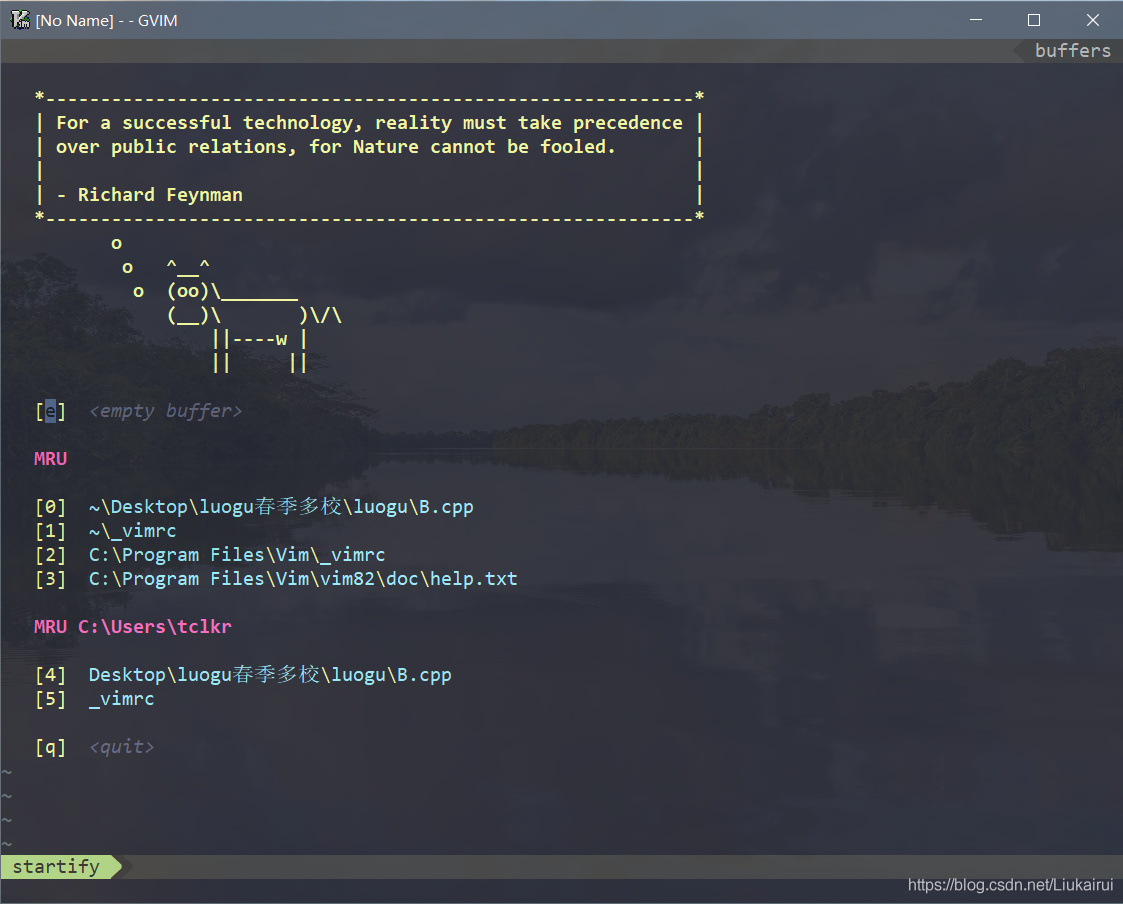 [No Name] - - GVIM
buffers
*-----------------------------------------------------------*
| For a successful technology, reality must take precedence |
| over public relations, for Nature cannot be fooled.       |
|                                                           |
| - Richard Feynman                                         |
*-----------------------------------------------------------*
       o
        o   ^__^
         o  (oo)\_______
            (__)\       )\/\
                ||----w |
                ||     ||
[e]  <empty buffer>
MRU
[0]  ~\Desktop\luogu春季多校\luogu\B.cpp
[1]  ~\_vimrc
[2]  C:\Program Files\Vim\_vimrc
[3]  C:\Program Files\Vim\vim82\doc\help.txt
MRU C:\Users\tclkr
[4]  Desktop\luogu春季多校\luogu\B.cpp
[5]  _vimrc
[q]  <quit>
~
~
~
~
startify
https://blog.csdn.net/Liukairui